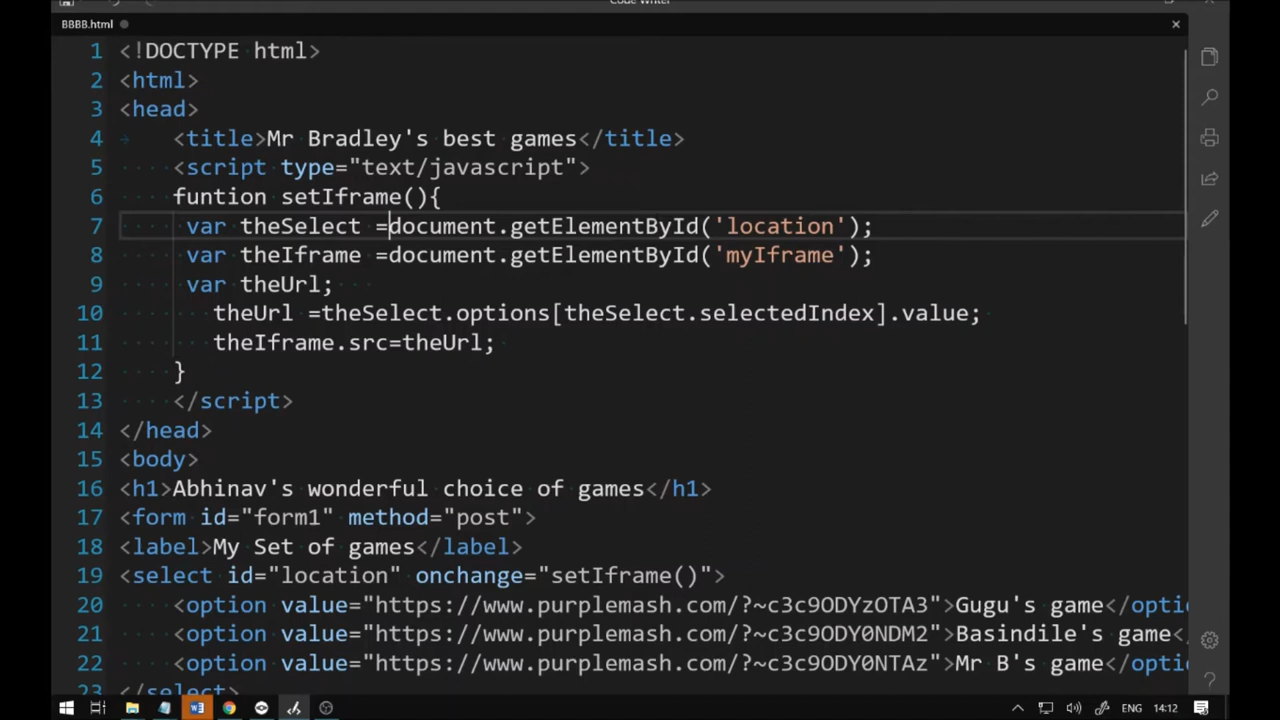 Code Writer
BBBB.html
1 <!DOCTYPE html>
2 <html>
3 <head>
4 <title>Mr Bradley's best games</title>
5 <script type="text/javascript">
6 funtion setIframe(){
7 var theSelect =document.getElementById('location');
8 var theIframe =document.getElementById('myIframe');
9 var theUrl;
10 theUrl =theSelect.options[theSelect.selectedIndex].value;
11 theIframe.src=theUrl;
12 }
13 </script>
14 </head>
15 <body>
16 <h1>Abhinav's wonderful choice of games</h1>
17 <form id="form1" method="post">
18 <label>My Set of games</label>
19 <select id="location" onchange="setIframe()">
20 <option value="https://www.purplemash.com/?~c3c9ODYzOTA3">Gugu's game</optio
21 <option value="https://www.purplemash.com/?~c3c9ODY0NDM2">Basindile's game<
22 <option value="https://www.purplemash.com/?~c3c9ODY0NTAz">Mr B's game</optio
23 </select>
ENG 14:12